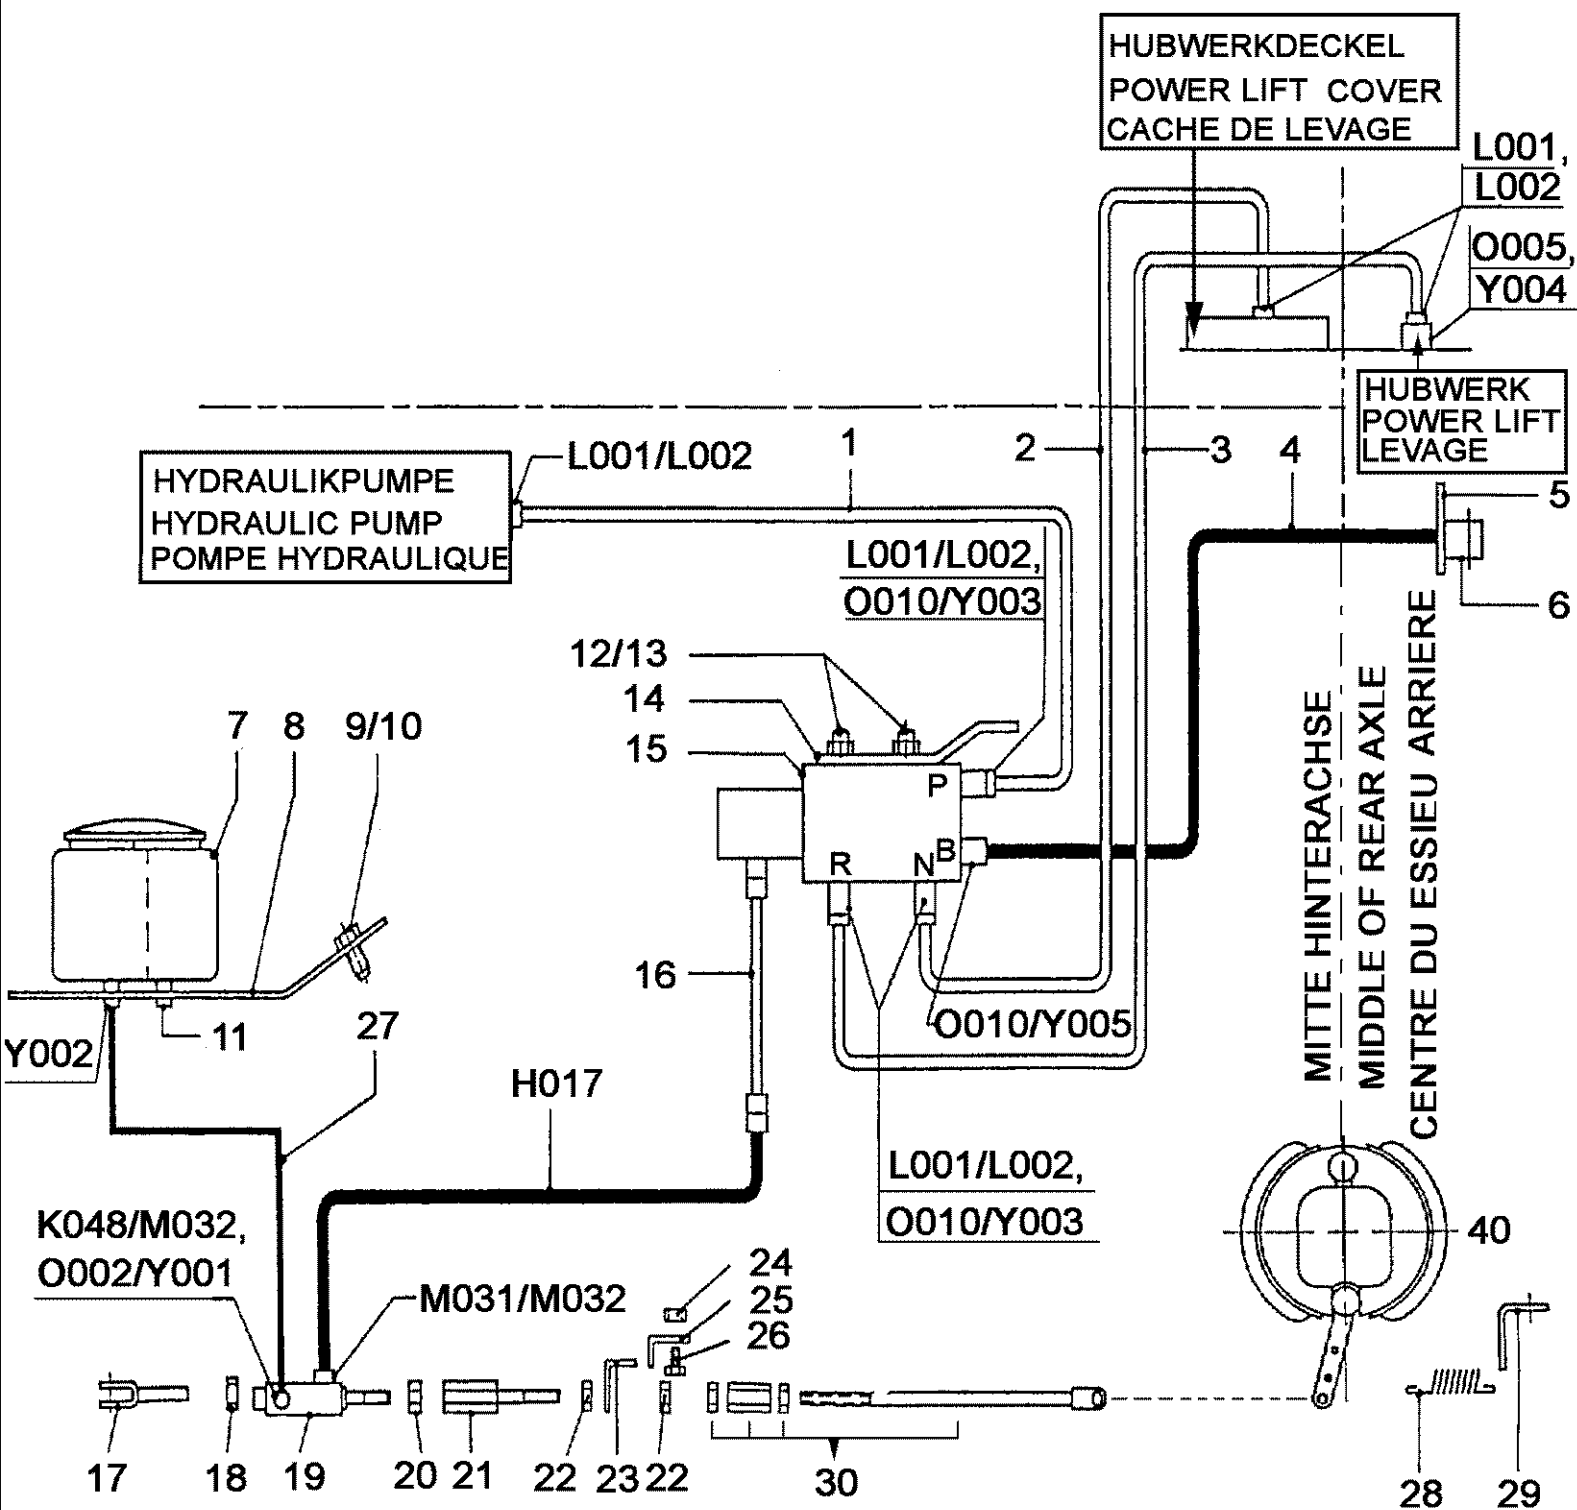 HUBWERKDECKEL
POWER LIFT COVER
CACHE DE LEVAGE
L001,
L002
O005,
Y004
HUBWERK
POWER LIFT
LEVAGE
1
2
3
4
5
6
L001/L002
HYDRAULIKPUMPE
HYDRAULIC PUMP
POMPE HYDRAULIQUE
L001/L002,
O010/Y003
12/13
14
15
7
8
9/10
P
B
R
N
MITTE HINTERACHSE
MIDDLE OF REAR AXLE
CENTRE DU ESSIEU ARRIERE
16
11
27
Y002
O010/Y005
H017
L001/L002,
O010/Y003
K048/M032,
O002/Y001
M031/M032
24
25
26
40
17
18
19
20
21
22
23
22
30
28
29